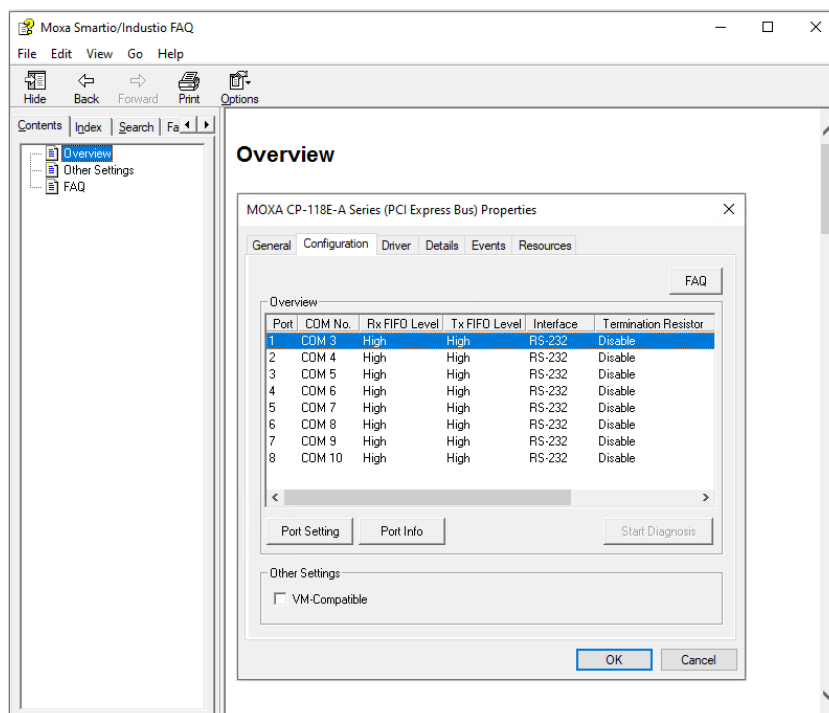 Moxa Smartio/Industio FAQ
File Edit View Go Help
Hide Back Forward Print Options
Contents Index Search Fa
Overview
Other Settings
FAQ
Overview
MOXA CP-118E-A Series (PCI Express Bus) Properties
General Configuration Driver Details Events Resources
FAQ
Overview
Port COM No. Rx FIFO Level Tx FIFO Level Interface Termination Resistor
1 COM 3 High High RS-232 Disable
2 COM 4 High High RS-232 Disable
3 COM 5 High High RS-232 Disable
4 COM 6 High High RS-232 Disable
5 COM 7 High High RS-232 Disable
6 COM 8 High High RS-232 Disable
7 COM 9 High High RS-232 Disable
8 COM 10 High High RS-232 Disable
Port Setting Port Info Start Diagnosis
Other Settings
VM-Compatible
OK Cancel